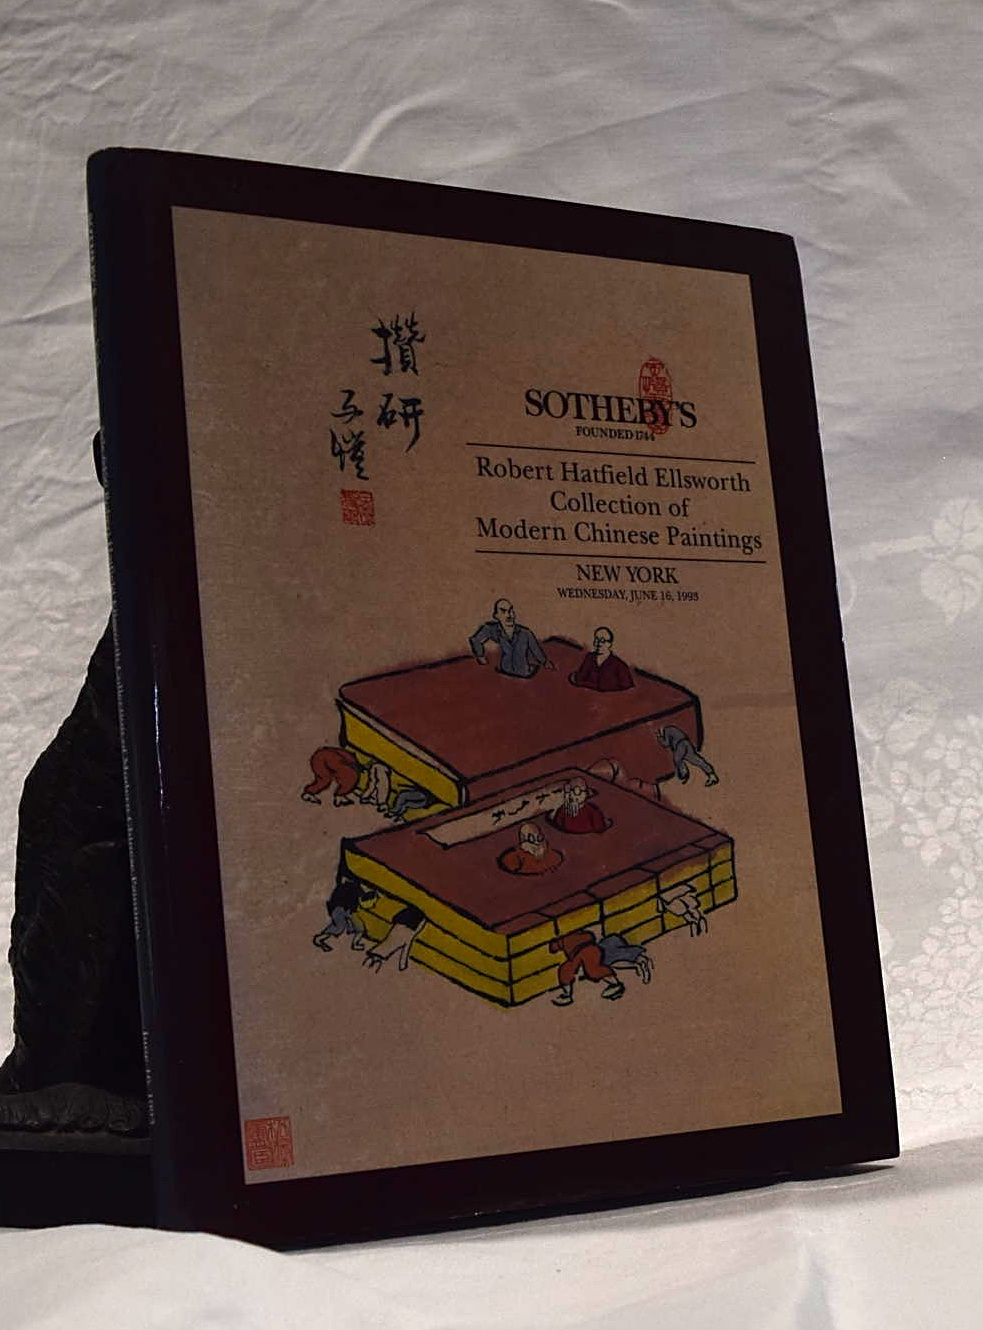 攢研
子愷
SOTHEBY'S
FOUNDED 1744
Robert Hatfield Ellsworth
Collection of
Modern Chinese Paintings
NEW YORK
WEDNESDAY, JUNE 16, 1993